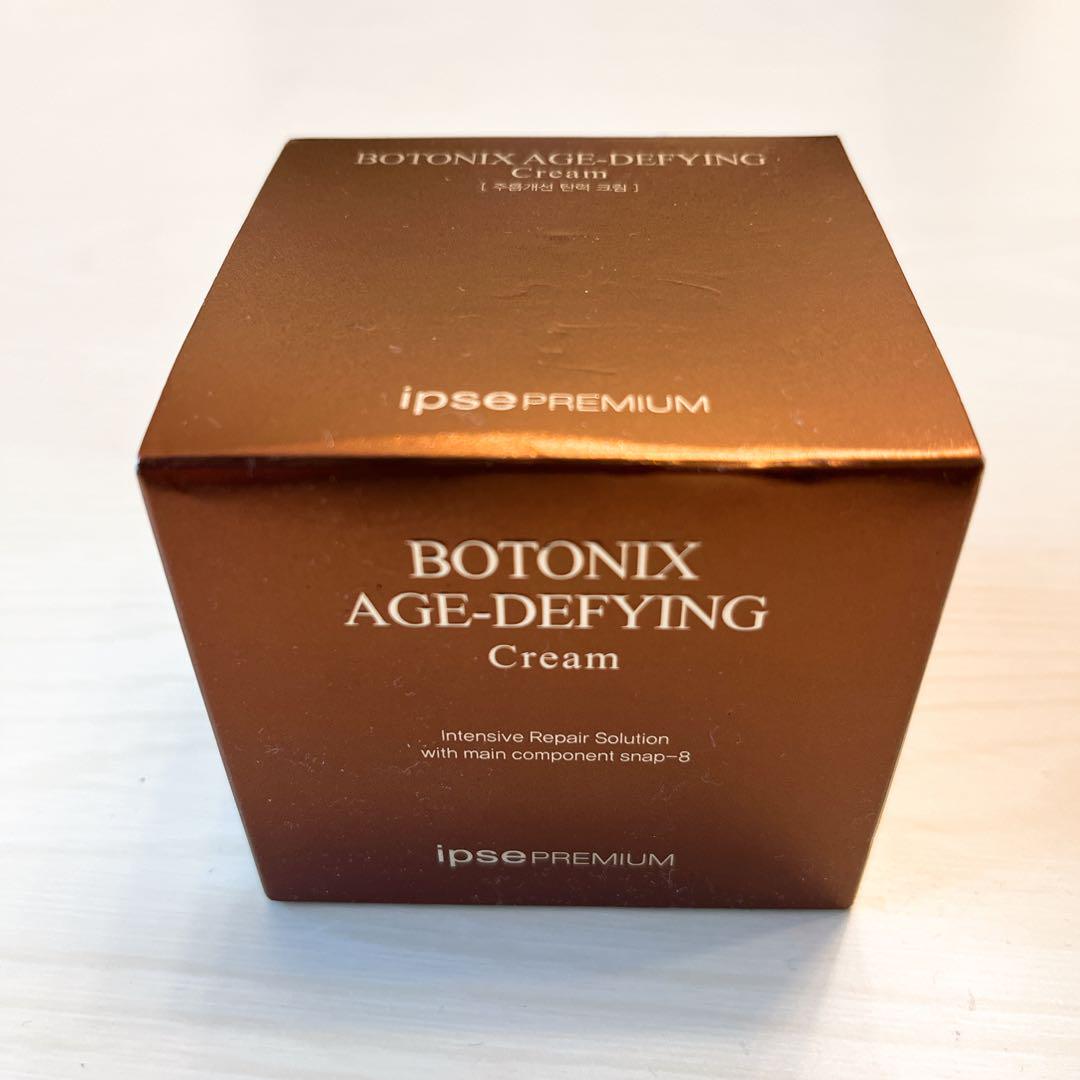 BOTONIX AGE-DEFYING
Cream
[ 주름개선 탄력 크림 ]
ipsePREMIUM
BOTONIX
AGE-DEFYING
Cream
Intensive Repair Solution
with main component snap-8
ipsePREMIUM